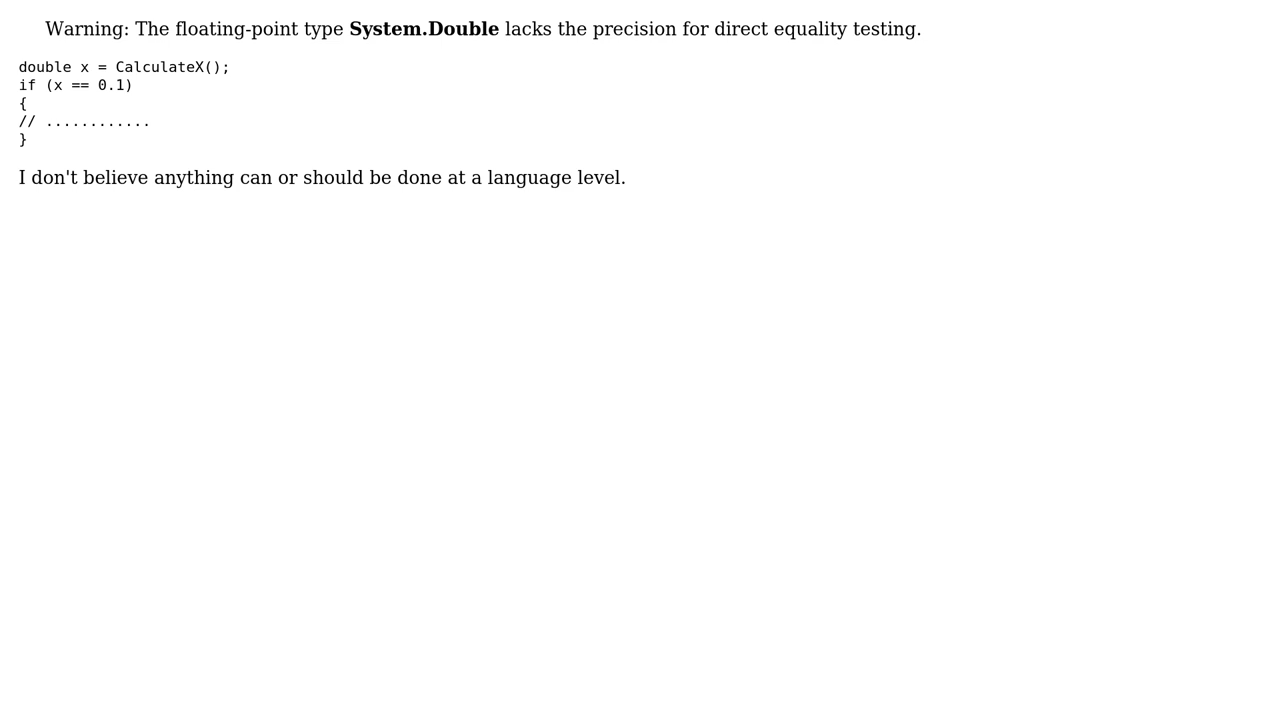 Warning: The floating-point type System.Double lacks the precision for direct equality testing.
double x = CalculateX();
if (x == 0.1)
{
// ............
}
I don't believe anything can or should be done at a language level.